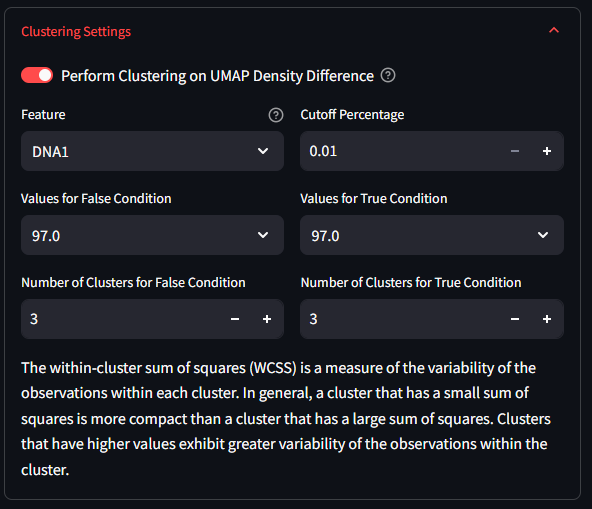 Clustering Settings
Perform Clustering on UMAP Density Difference ?
Feature ?
Cutoff Percentage
DNA1
0.01 − +
Values for False Condition
Values for True Condition
97.0
97.0
Number of Clusters for False Condition
Number of Clusters for True Condition
3 − +
3 − +
The within-cluster sum of squares (WCSS) is a measure of the variability of the
observations within each cluster. In general, a cluster that has a small sum of
squares is more compact than a cluster that has a large sum of squares. Clusters
that have higher values exhibit greater variability of the observations within the
cluster.